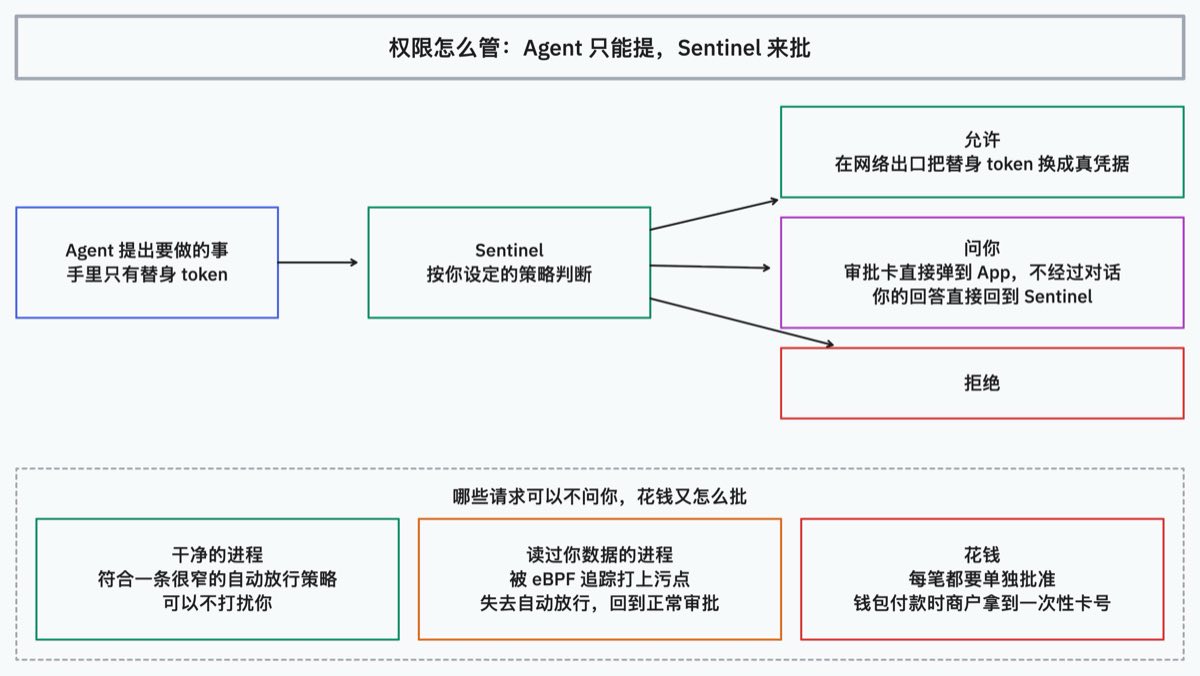 权限怎么管：Agent 只能提，Sentinel 来批
Agent 提出要做的事
手里只有替身 token
Sentinel
按你设定的策略判断
允许
在网络出口把替身 token 换成真凭据
问你
审批卡直接弹到 App，不经过对话
你的回答直接回到 Sentinel
拒绝
哪些请求可以不问你，花钱又怎么批
干净的进程
符合一条很窄的自动放行策略
可以不打扰你
读过你数据的进程
被 eBPF 追踪打上污点
失去自动放行，回到正常审批
花钱
每笔都要单独批准
钱包付款时商户拿到一次性卡号